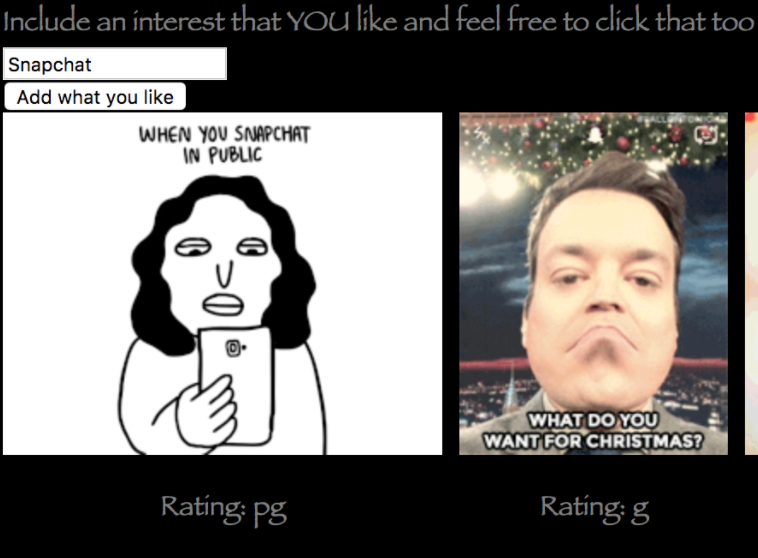 Include an interest that YOU like and feel free to click that too
Snapchat
Add what you like
WHEN YOU SNAPCHAT
IN PUBLIC
WHAT DO YOU
WANT FOR CHRISTMAS?
Rating: pg
Rating: g